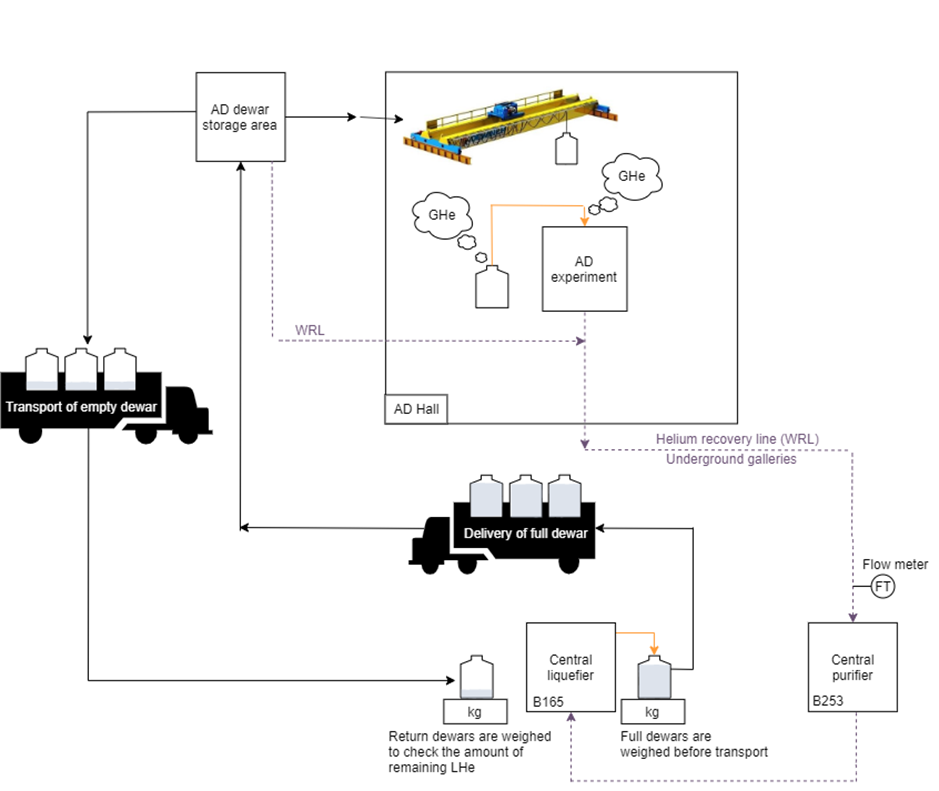 AD dewar
storage area
GHe
GHe
AD
experiment
WRL
AD Hall
Transport of empty dewar
Helium recovery line (WRL)
Underground galleries
Delivery of full dewar
Flow meter
FT
Central
liquefier
B165
Central
purifier
B253
kg
kg
Return dewars are weighed
to check the amount of
remaining LHe
Full dewars are
weighed before transport